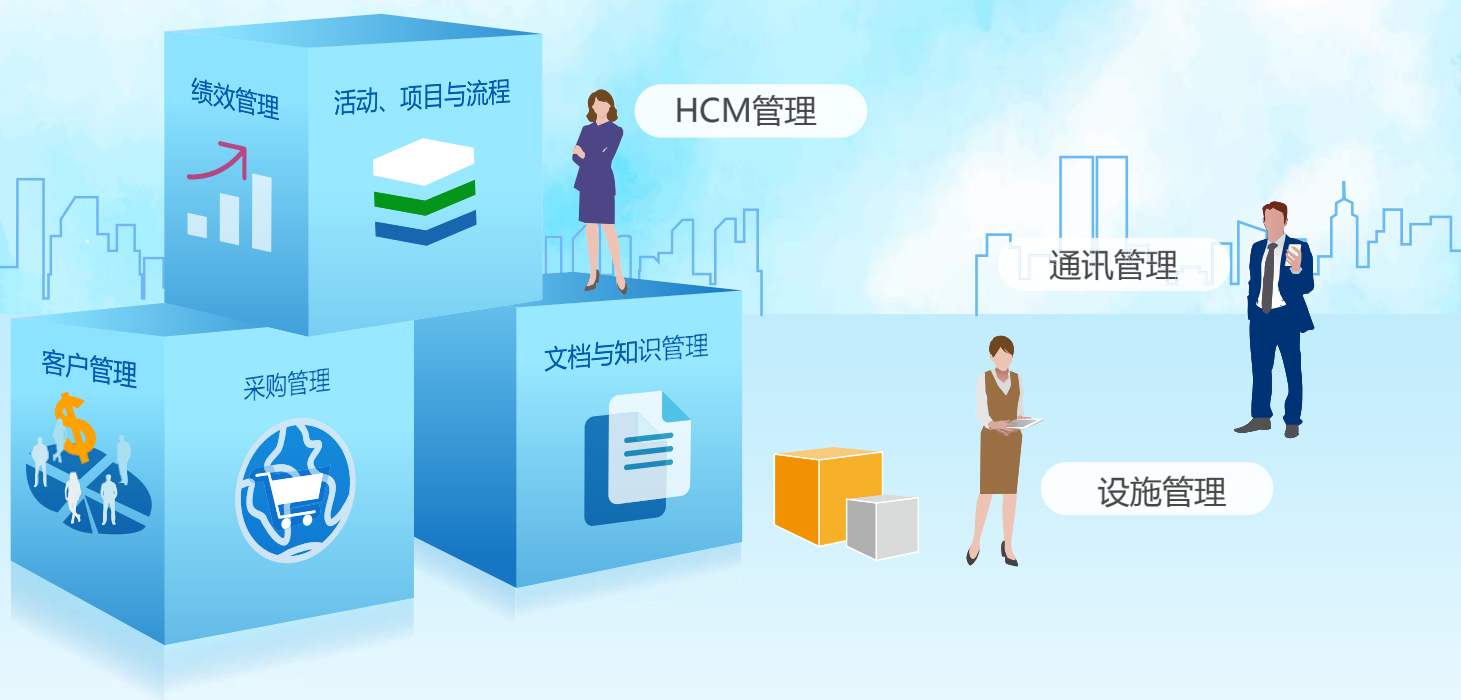 绩效管理
活动、项目与流程
HCM管理
通讯管理
客户管理
采购管理
文档与知识管理
设施管理